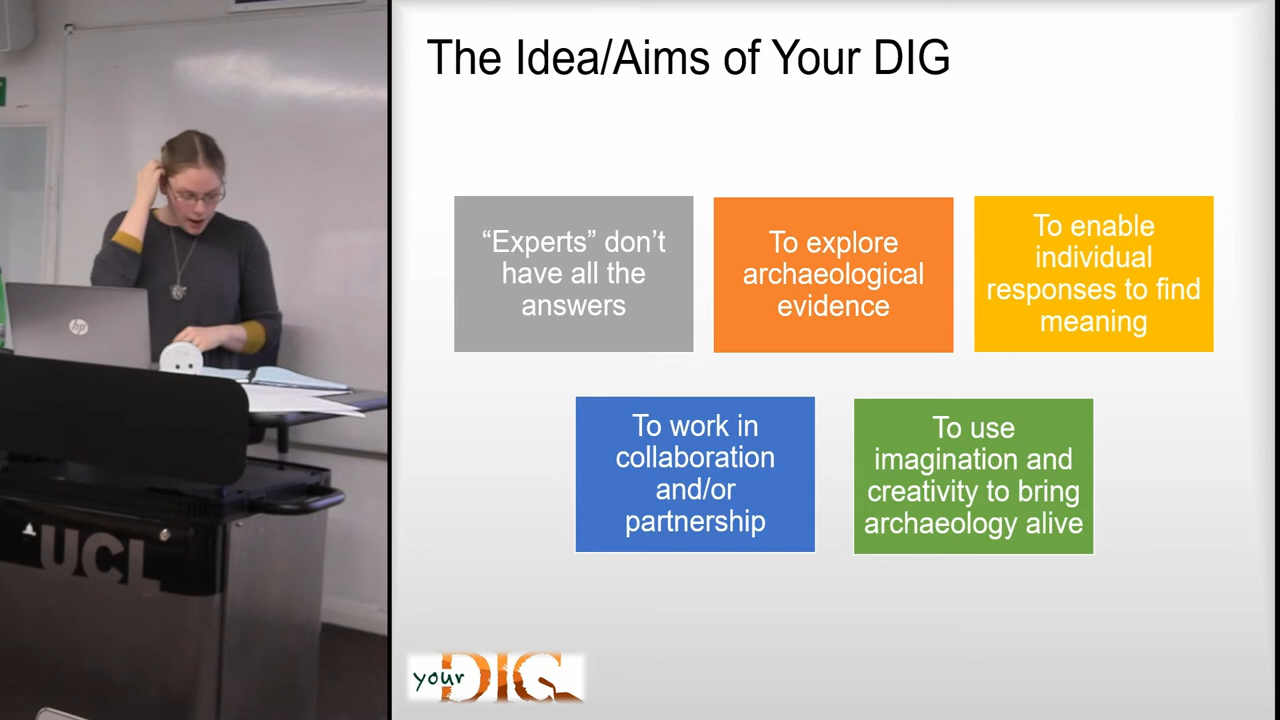 The Idea/Aims of Your DIG
“Experts” don’t
have all the
answers
To explore
archaeological
evidence
To enable
individual
responses to find
meaning
To work in
collaboration
and/or
partnership
To use
imagination and
creativity to bring
archaeology alive
your DIG
hp
UCL